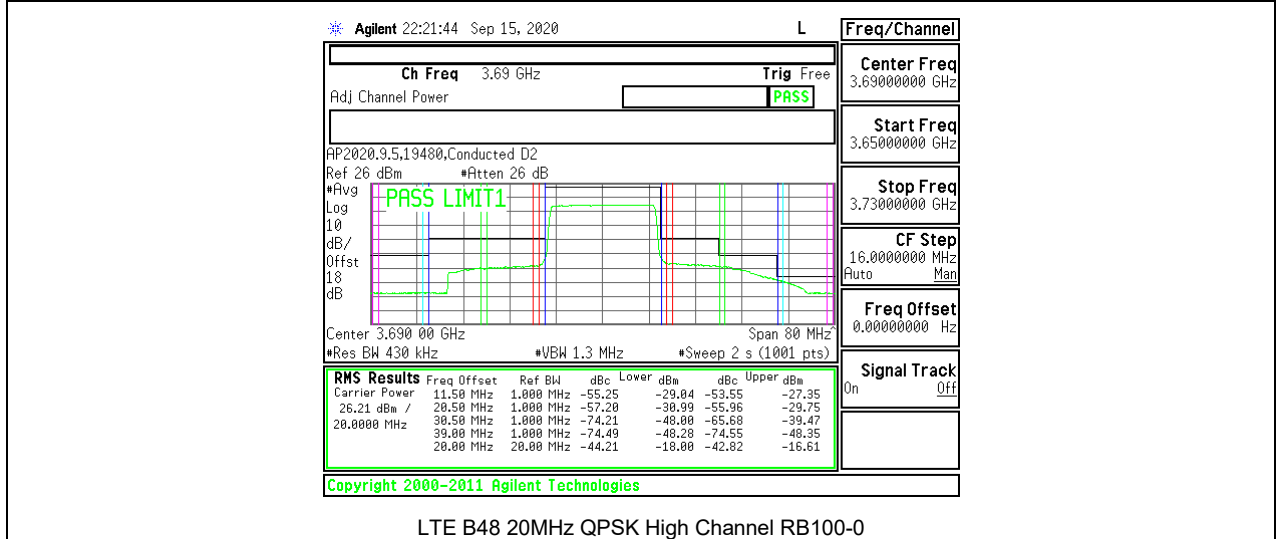 Agilent 22:21:44 Sep 15, 2020 L
Freq/Channel
Ch Freq 3.69 GHz Trig Free
Adj Channel Power PASS
Center Freq
3.69000000 GHz
Start Freq
3.65000000 GHz
Stop Freq
3.73000000 GHz
CF Step
16.0000000 MHz
Auto Man
Freq Offset
0.00000000 Hz
Signal Track
On Off
AP2020.9.5,19480,Conducted D2
Ref 26 dBm #Atten 26 dB
#Avg
Log
10
dB/
Offst
18
dB
PASS LIMIT1
Center 3.690 00 GHz Span 80 MHz^
#Res BW 430 kHz #VBW 1.3 MHz #Sweep 2 s (1001 pts)
RMS Results Freq Offset Ref BW dBc Lower dBm dBc Upper dBm
Carrier Power 11.50 MHz 1.000 MHz -55.25 -29.04 -53.55 -27.35
26.21 dBm / 20.50 MHz 1.000 MHz -57.20 -30.99 -55.96 -29.75
20.0000 MHz 30.50 MHz 1.000 MHz -74.21 -48.00 -65.68 -39.47
39.00 MHz 1.000 MHz -74.49 -48.28 -74.55 -48.35
20.00 MHz 20.00 MHz -44.21 -18.00 -42.82 -16.61
Copyright 2000-2011 Agilent Technologies
LTE B48 20MHz QPSK High Channel RB100-0